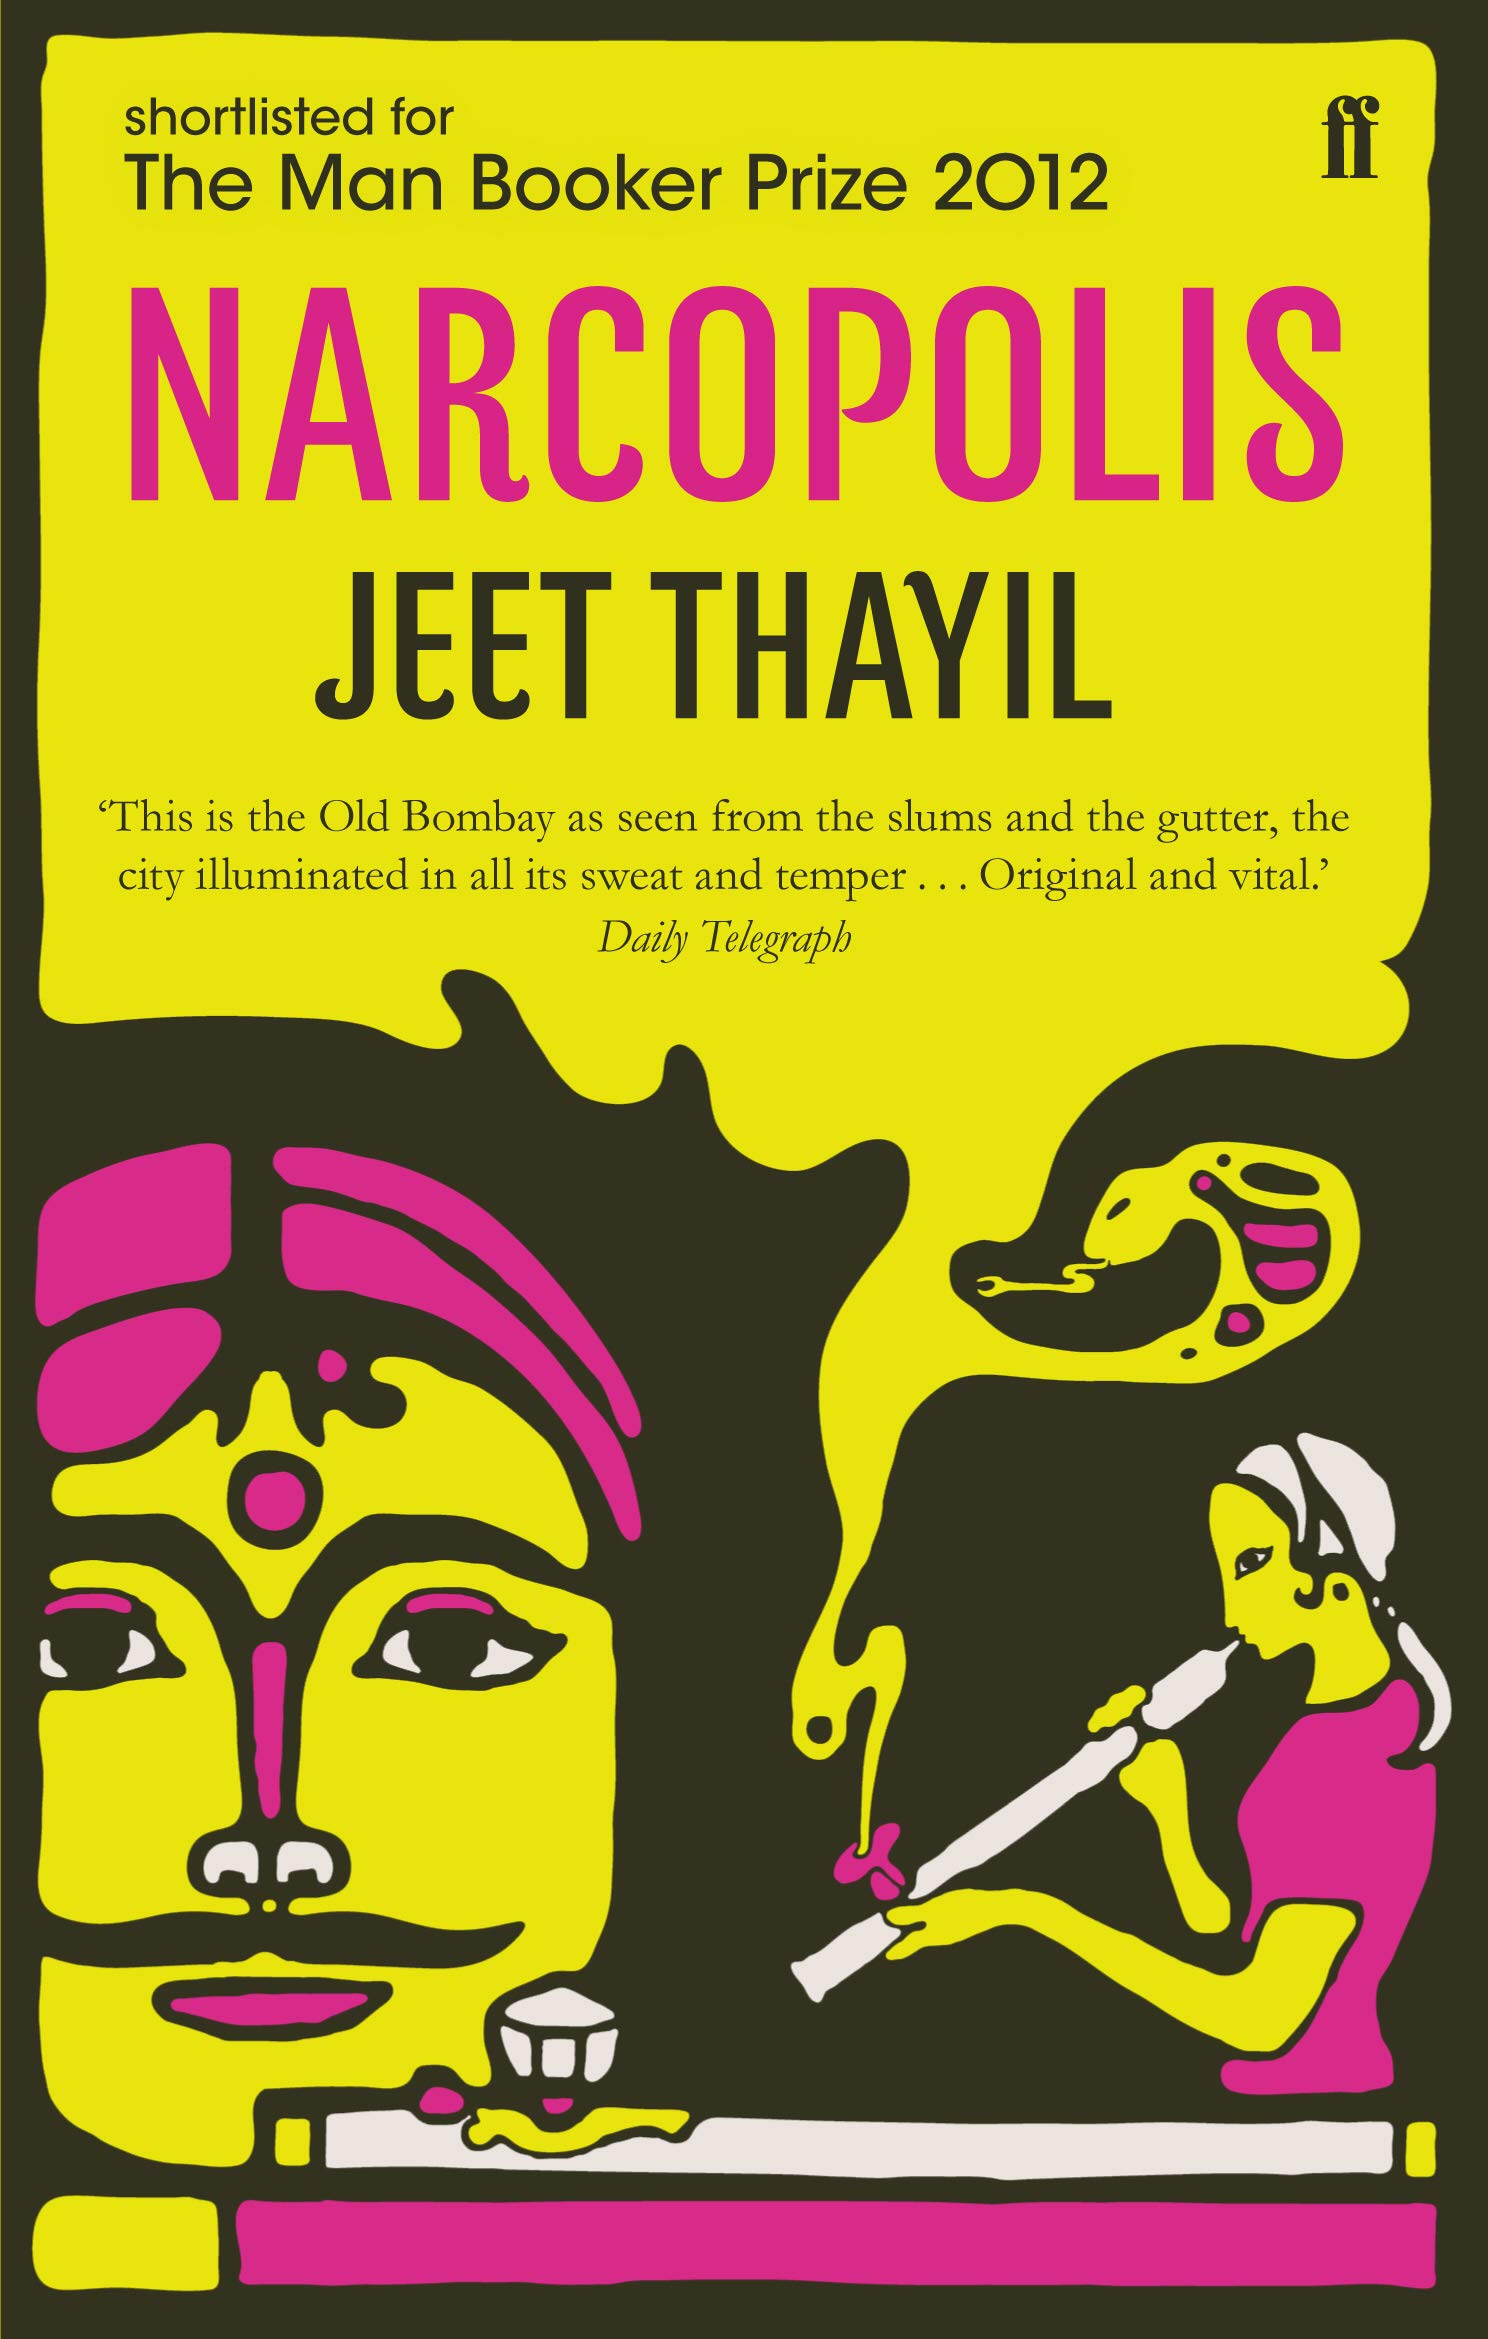 shortlisted for
The Man Booker Prize 2012
ff
NARCOPOLIS
JEET THAYIL
‘This is the Old Bombay as seen from the slums and the gutter, the
city illuminated in all its sweat and temper . . . Original and vital.’
Daily Telegraph